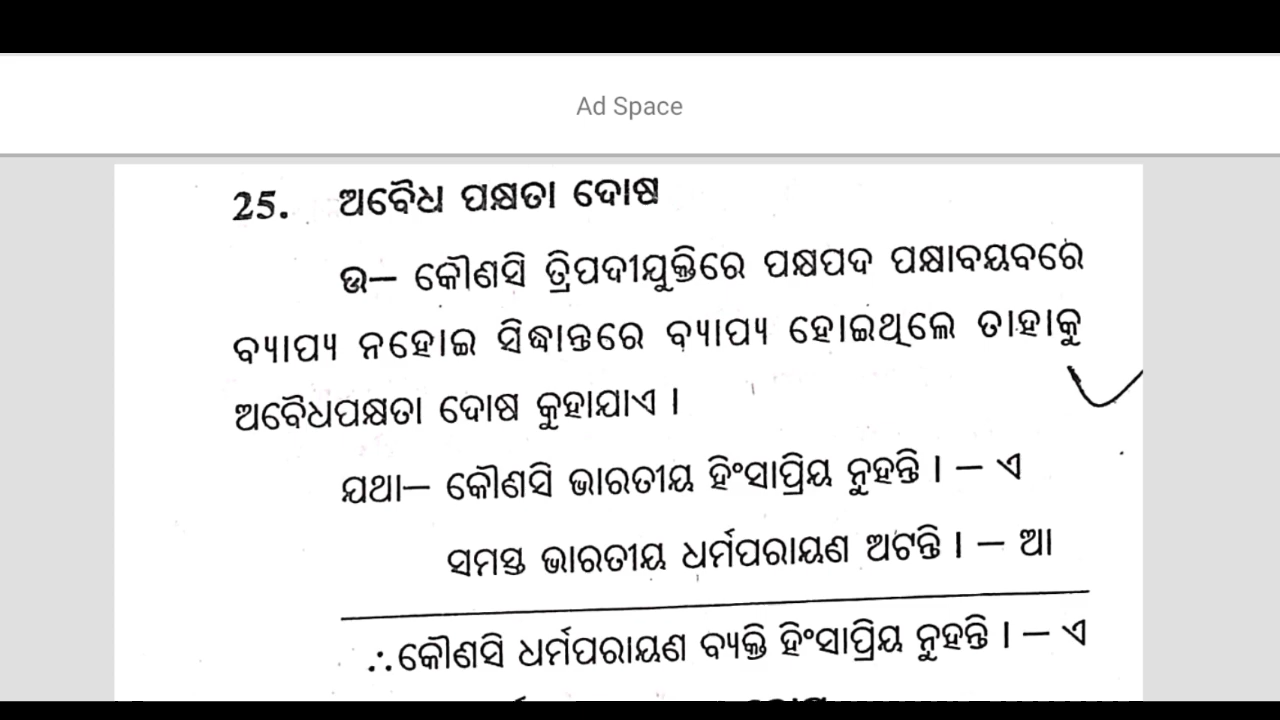 Ad Space
25. ଅବୈଧ ପକ୍ଷତା ଦୋଷ
ଉ– କୌଣସି ତ୍ରିପଦୀଯୁକ୍ତିରେ ପକ୍ଷପଦ ପକ୍ଷାବୟବରେ
ବ୍ୟାପ୍ୟ ନହୋଇ ସିଦ୍ଧାନ୍ତରେ ବ୍ୟାପ୍ୟ ହୋଇଥିଲେ ତାହାକୁ
ଅବୈଧପକ୍ଷତା ଦୋଷ କୁହାଯାଏ ।
ଯଥା– କୌଣସି ଭାରତୀୟ ହିଂସାପ୍ରିୟ ନୁହନ୍ତି । – ଏ
ସମସ୍ତ ଭାରତୀୟ ଧର୍ମପରାୟଣ ଅଟନ୍ତି । – ଆ
∴କୌଣସି ଧର୍ମପରାୟଣ ବ୍ୟକ୍ତି ହିଂସାପ୍ରିୟ ନୁହନ୍ତି । – ଏ